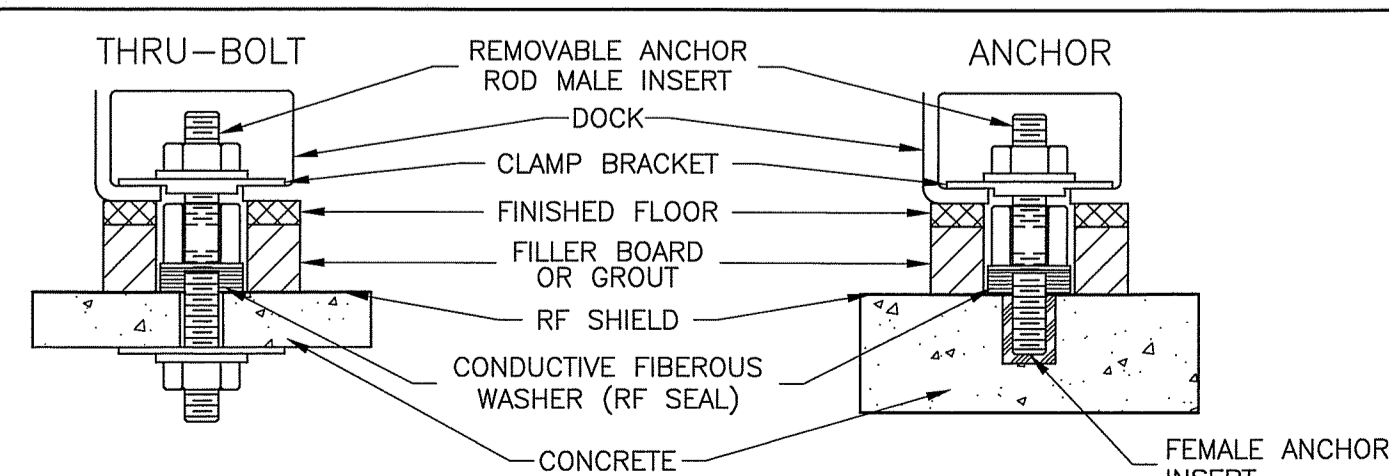 THRU-BOLT
REMOVABLE ANCHOR
ROD MALE INSERT
ANCHOR
DOCK
CLAMP BRACKET
FINISHED FLOOR
FILLER BOARD
OR GROUT
RF SHIELD
CONDUCTIVE FIBEROUS
WASHER (RF SEAL)
CONCRETE
FEMALE ANCHOR
INSERT